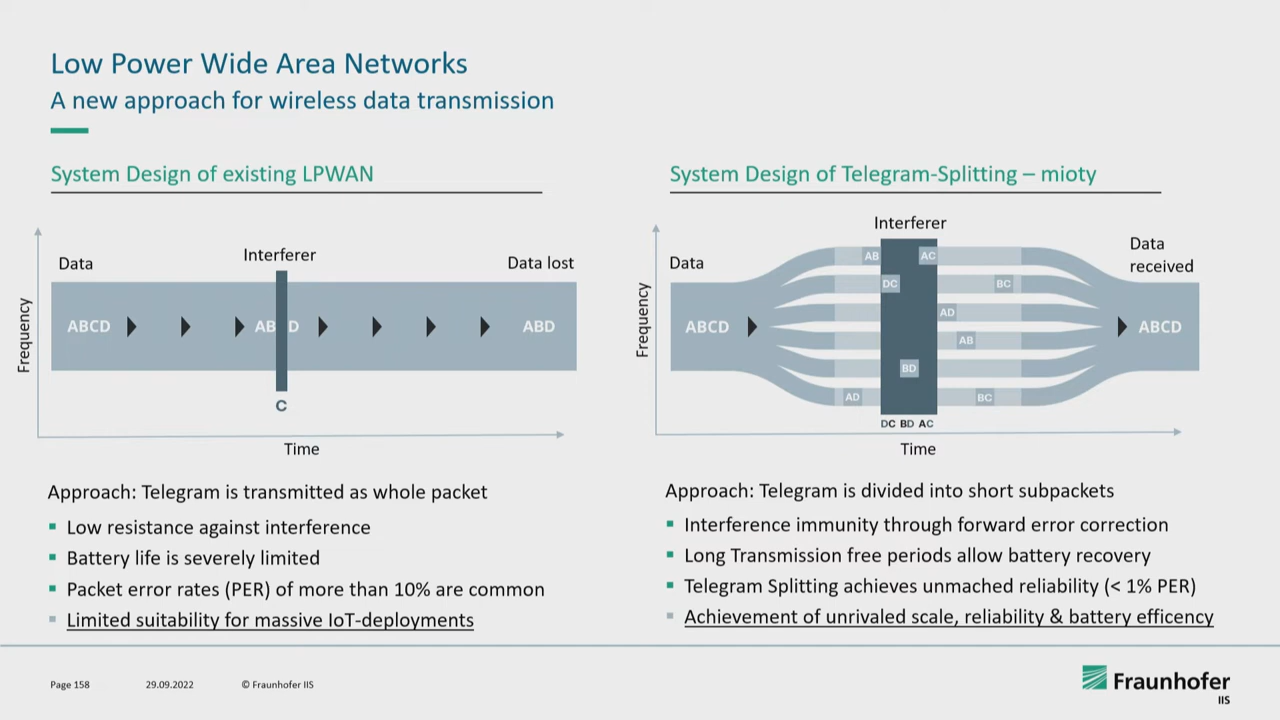 Low Power Wide Area Networks
A new approach for wireless data transmission
System Design of existing LPWAN
Frequency
Data
Interferer
Data lost
ABCD
AB
D
ABD
C
Time
Approach: Telegram is transmitted as whole packet
Low resistance against interference
Battery life is severely limited
Packet error rates (PER) of more than 10% are common
Limited suitability for massive IoT-deployments
System Design of Telegram-Splitting – mioty
Frequency
Interferer
Data
Data
received
ABCD
AB
AC
DC
BC
AD
AB
BD
AD
BC
ABCD
DC BD AC
Time
Approach: Telegram is divided into short subpackets
Interference immunity through forward error correction
Long Transmission free periods allow battery recovery
Telegram Splitting achieves unmached reliability (< 1% PER)
Achievement of unrivaled scale, reliability & battery efficency
Page 158
29.09.2022
© Fraunhofer IIS
Fraunhofer
IIS